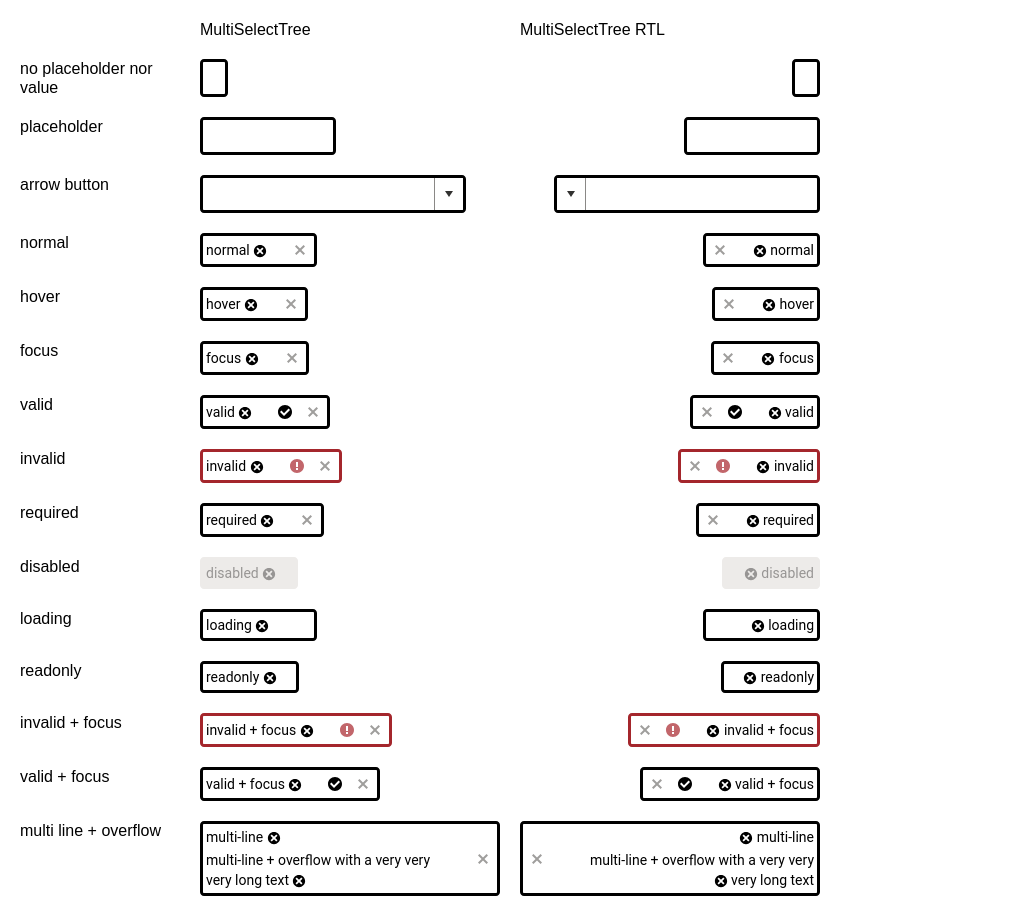 MultiSelectTree MultiSelectTree RTL
no placeholder nor
value
placeholder
arrow button
normal normal normal
hover hover hover
focus focus focus
valid valid valid
invalid invalid invalid
required required required
disabled disabled disabled
loading loading loading
readonly readonly readonly
invalid + focus invalid + focus invalid + focus
valid + focus valid + focus valid + focus
multi line + overflow multi-line multi-line
multi-line + overflow with a very very multi-line + overflow with a very very
very long text very long text